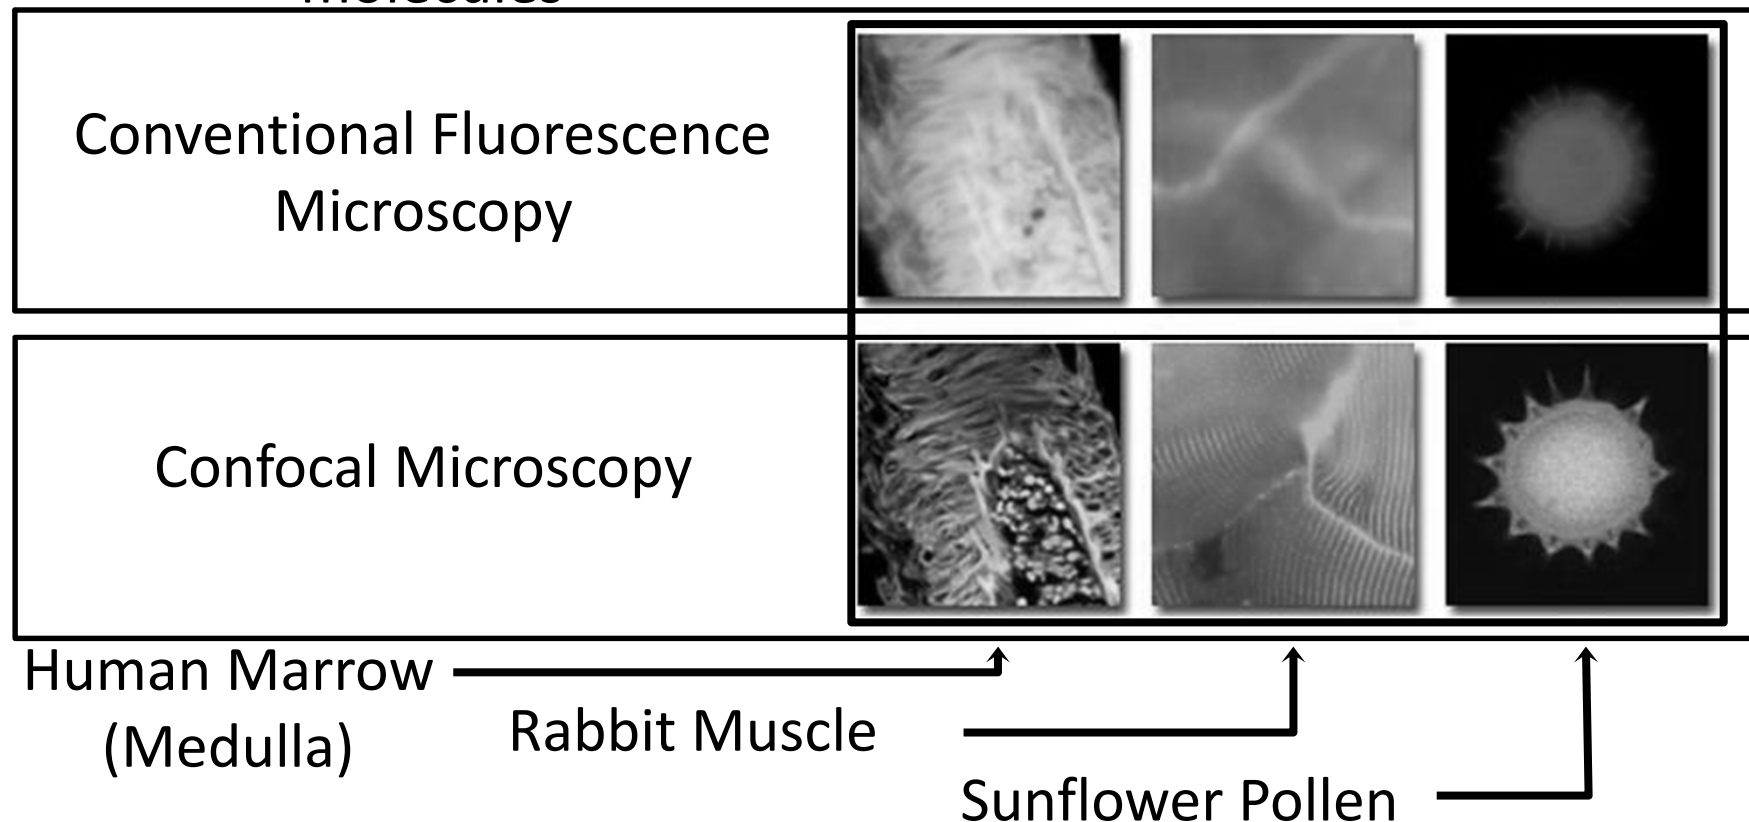 Conventional Fluorescence
Microscopy
Confocal Microscopy
Human Marrow
(Medulla)
Rabbit Muscle
Sunflower Pollen